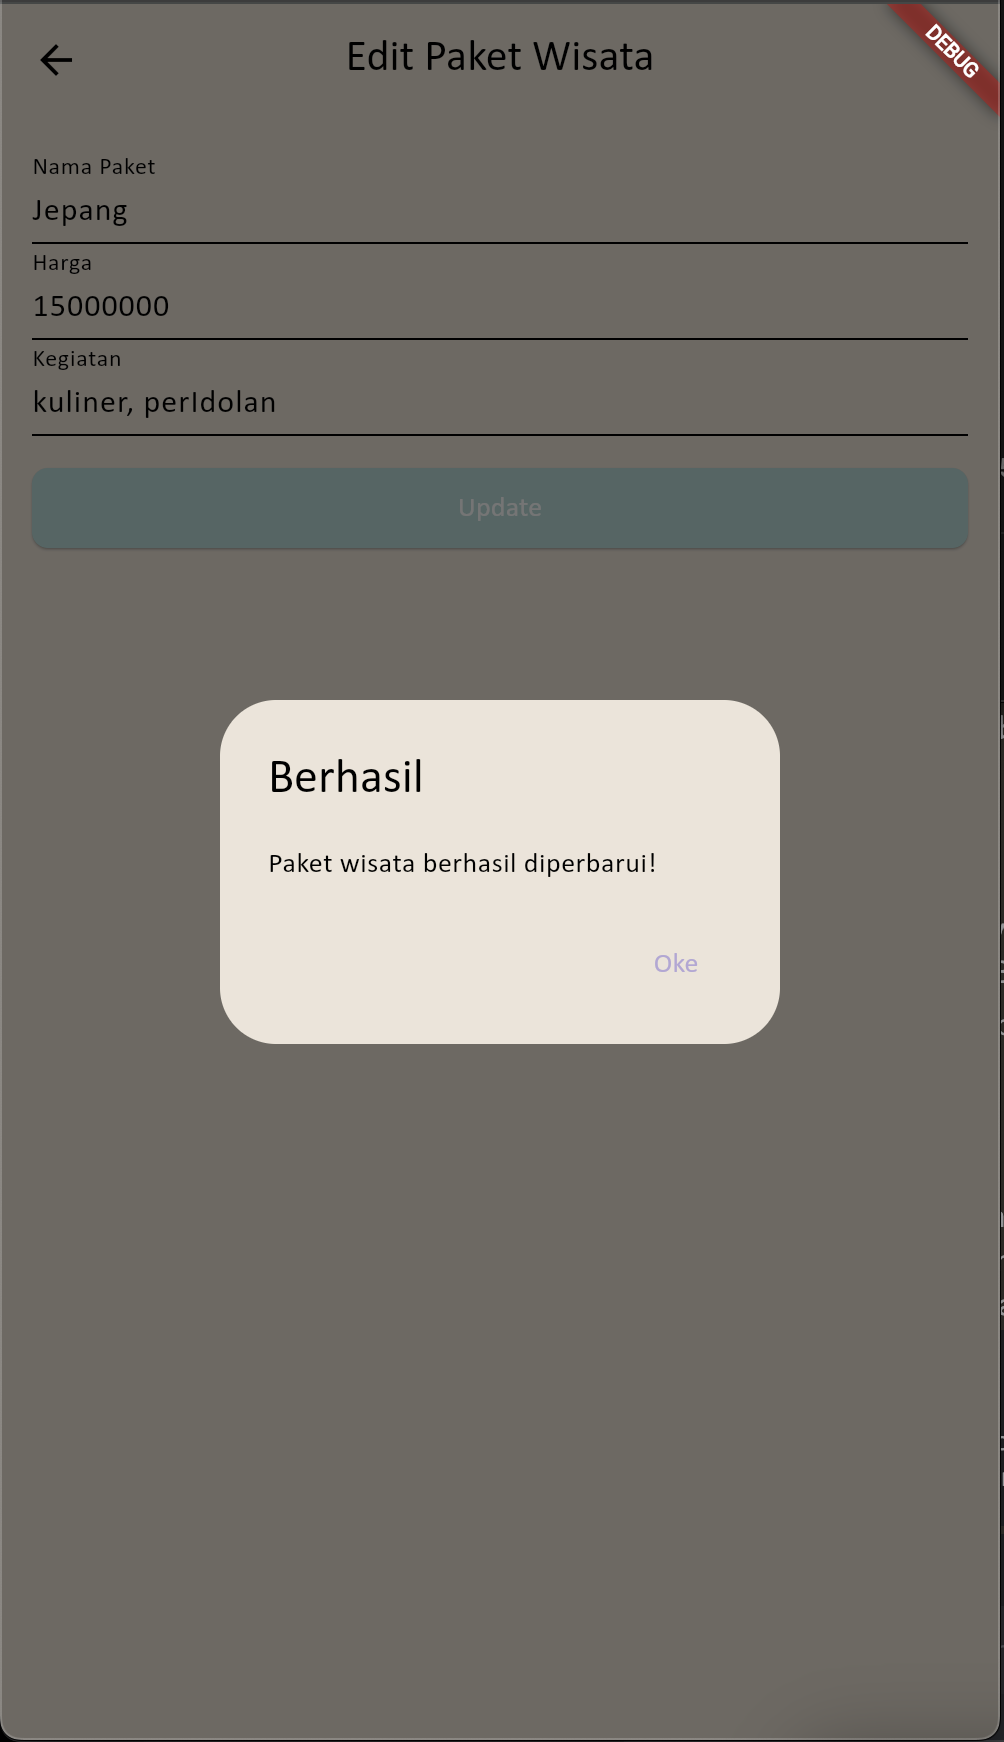 Edit Paket Wisata
DEBUG
Nama Paket
Jepang
Harga
15000000
Kegiatan
kuliner, perIdolan
Update
Berhasil
Paket wisata berhasil diperbarui!
Oke